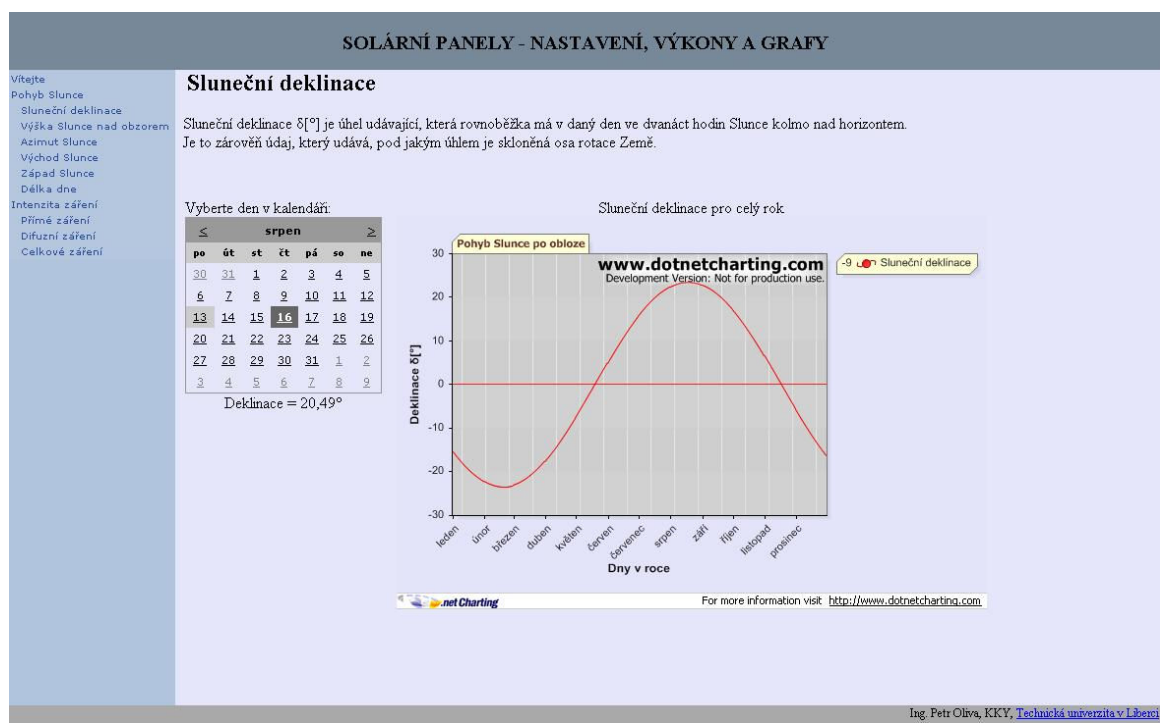 SOLÁRNÍ PANELY - NASTAVENÍ, VÝKONY A GRAFY
Vítejte
Pohyb Slunce
Sluneční deklinace
Výška Slunce nad obzorem
Azimut Slunce
Východ Slunce
Západ Slunce
Délka dne
Intenzita záření
Přímé záření
Difuzní záření
Celkové záření
Sluneční deklinace
Sluneční deklinace δ[°] je úhel udávající, která rovnoběžka má v daný den ve dvanáct hodin Slunce kolmo nad horizontem.
Je to zárověň údaj, který udává, pod jakým úhlem je skloněná osa rotace Země.
Vyberte den v kalendáři:
< srpen >
po út st čt pá so ne
30 31 1 2 3 4 5
6 7 8 9 10 11 12
13 14 15 16 17 18 19
20 21 22 23 24 25 26
27 28 29 30 31 1 2
3 4 5 6 7 8 9
Deklinace = 20,49°
Sluneční deklinace pro celý rok
Pohyb Slunce po obloze
www.dotnetcharting.com
Development Version: Not for production use.
-9 Sluneční deklinace
30
20
10
0
-10
-20
-30
Deklinace δ[°]
leden únor březen duben květen červen červenec srpen září říjen listopad prosinec
Dny v roce
.net Charting
For more information visit http://www.dotnetcharting.com
Ing. Petr Oliva, KKY, Technická univerzita v Liberci